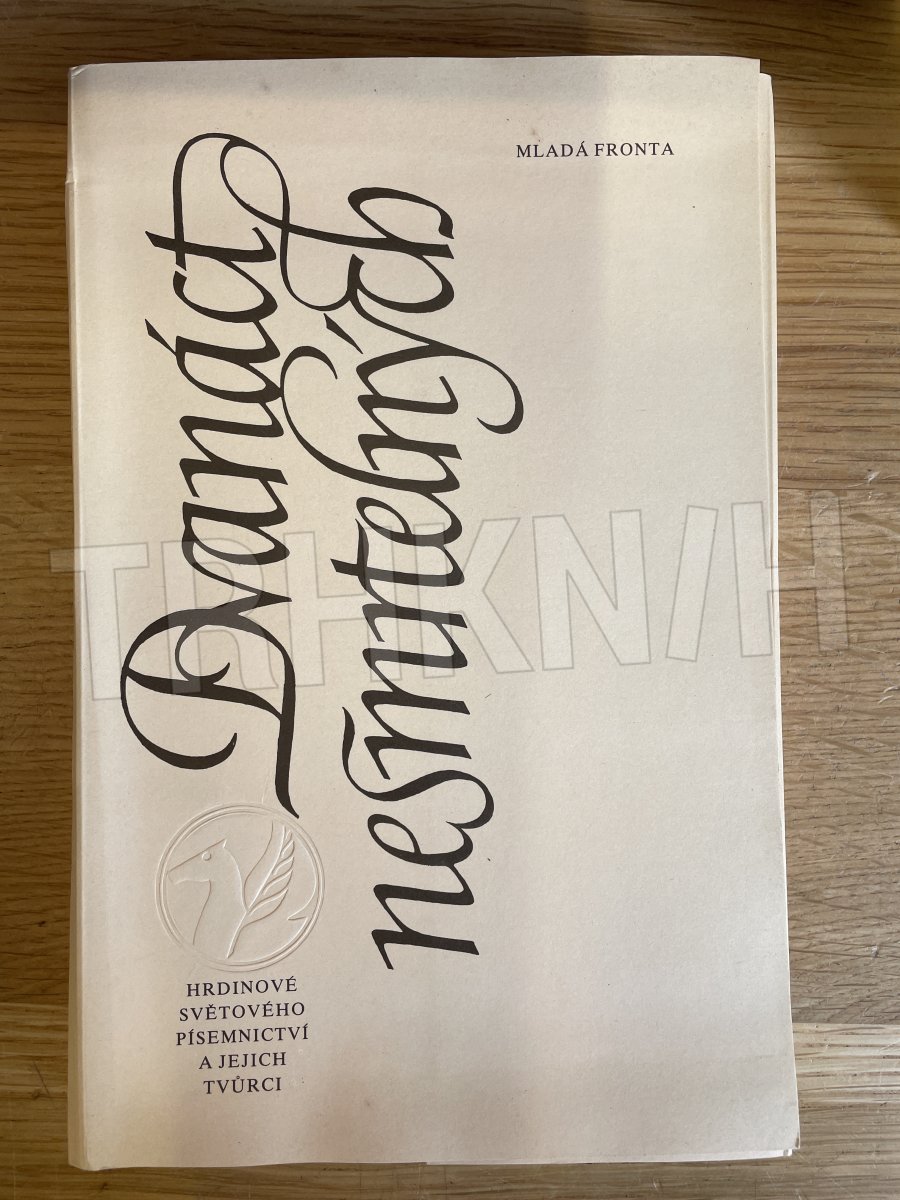 MLADÁ FRONTA
Dvanáct
nesmrtelných
HRDINOVÉ
SVĚTOVÉHO
PÍSEMNICTVÍ
A JEJICH
TVŮRCI
TRHKNIH